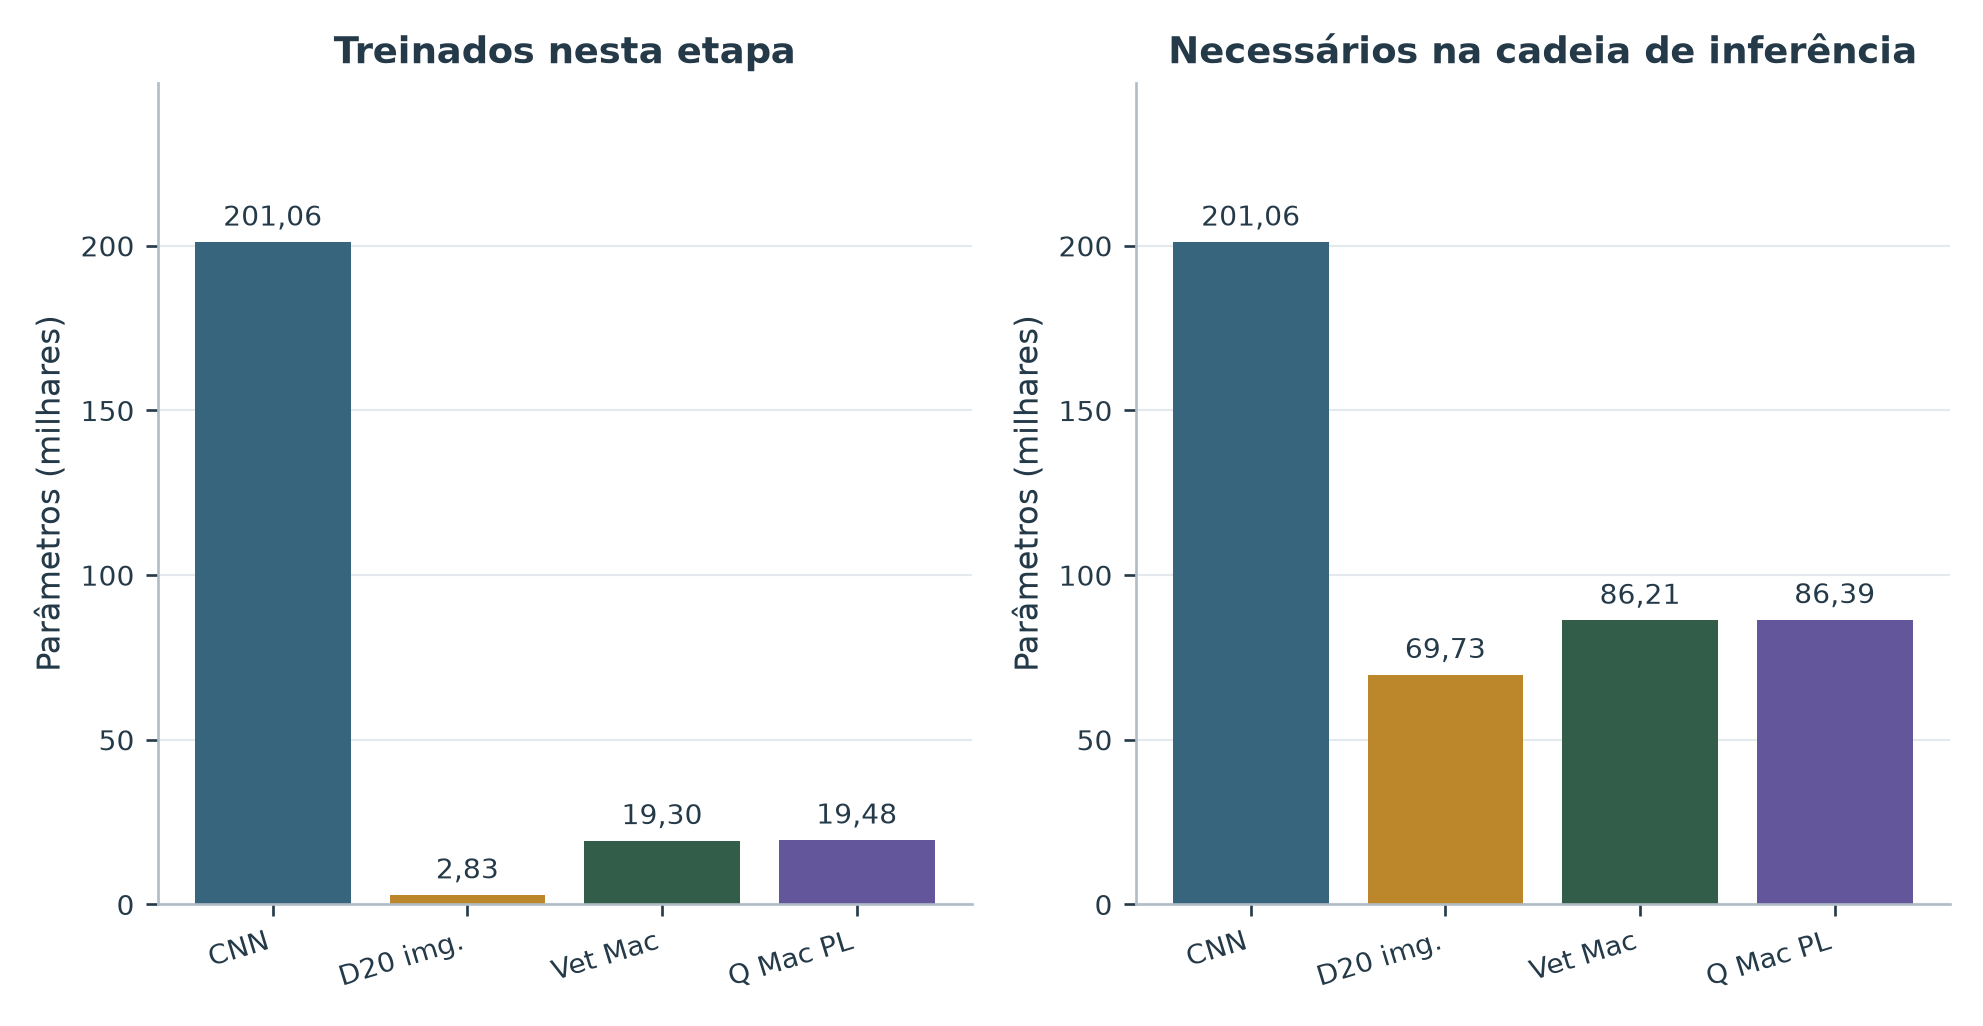 Treinados nesta etapa
Parâmetros (milhares)
200
150
100
50
0
201,06
2,83
19,30
19,48
CNN
D20 img.
Vet Mac
Q Mac PL
Necessários na cadeia de inferência
Parâmetros (milhares)
200
150
100
50
0
201,06
69,73
86,21
86,39
CNN
D20 img.
Vet Mac
Q Mac PL